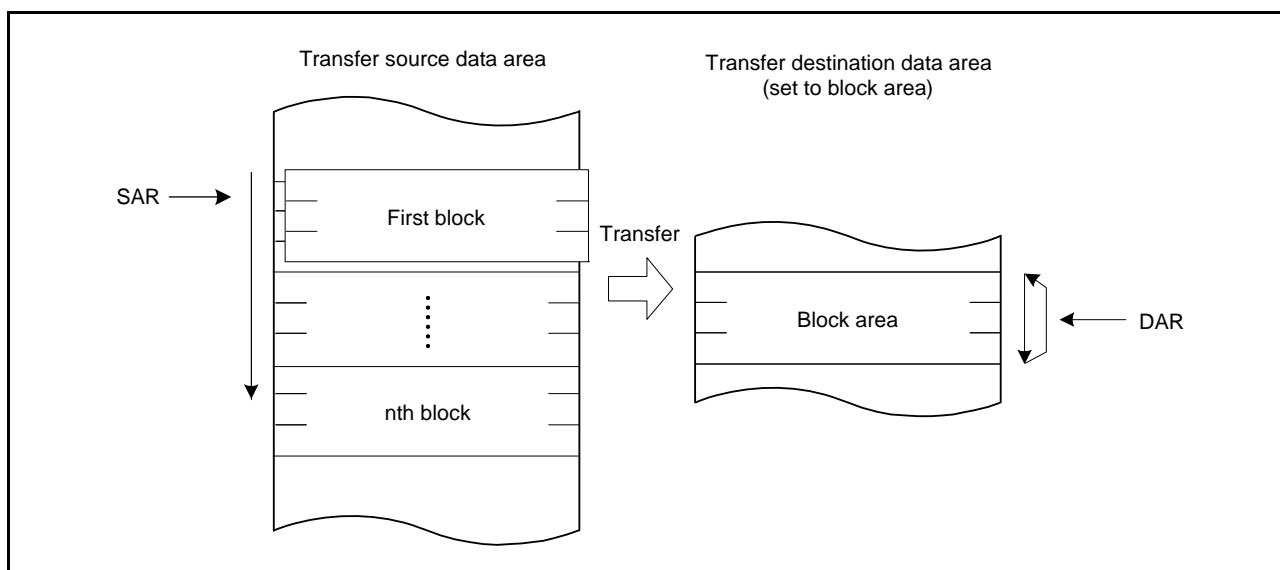 Transfer source data area
Transfer destination data area
(set to block area)
SAR
First block
Transfer
Block area
DAR
nth block